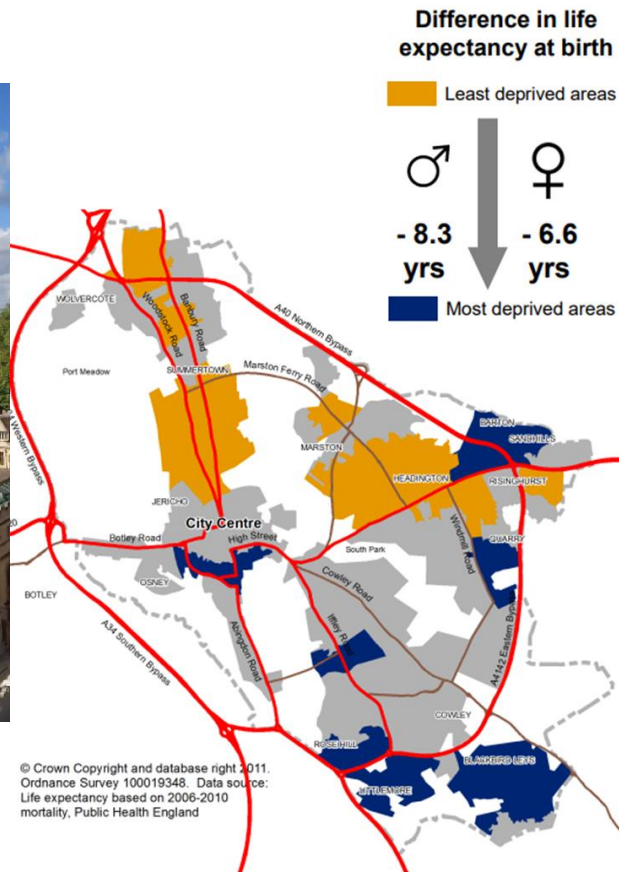 Difference in life
expectancy at birth
Least deprived areas
- 8.3
yrs
- 6.6
yrs
Most deprived areas
WOLVERCOTE
Woodstock Road
Banbury Road
A40 Northern Bypass
Port Meadow
SUMMERTOWN
Marston Ferry Road
Western Bypass
MARSTON
BARTON
SANDHILLS
HEADINGTON
RISINGHURST
JERICHO
City Centre
Botley Road
High Street
South Park
Windmill Road
QUARRY
OSNEY
BOTLEY
Cowley Road
Iffley Road
Abingdon Road
A34 Southern Bypass
A4142 Eastern Bypass
COWLEY
ROSEHILL
BLACKBIRD LEYS
LITTLEMORE
© Crown Copyright and database right 2011.
Ordnance Survey 100019348. Data source:
Life expectancy based on 2006-2010
mortality, Public Health England